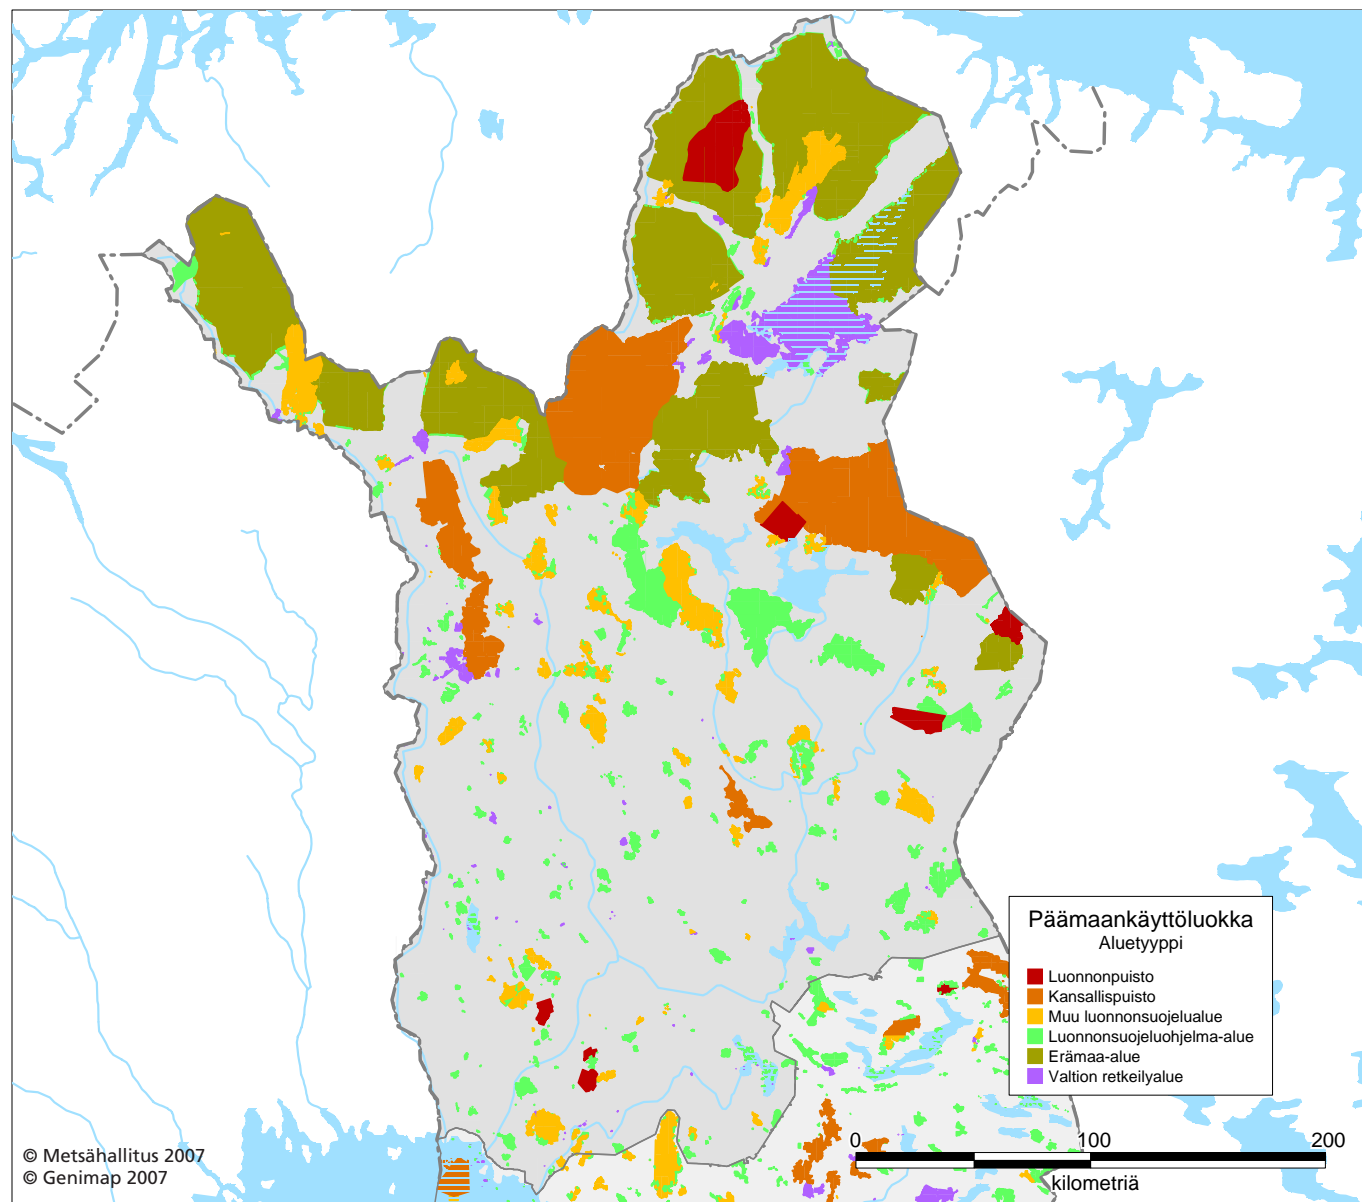 Päämaankäyttöluokka
Aluetyyppi
Luonnonpuisto
Kansallispuisto
Muu luonnonsuojelualue
Luonnonsuojeluohjelma-alue
Erämaa-alue
Valtion retkeilyalue
0 100 200
kilometriä
© Metsähallitus 2007
© Genimap 2007